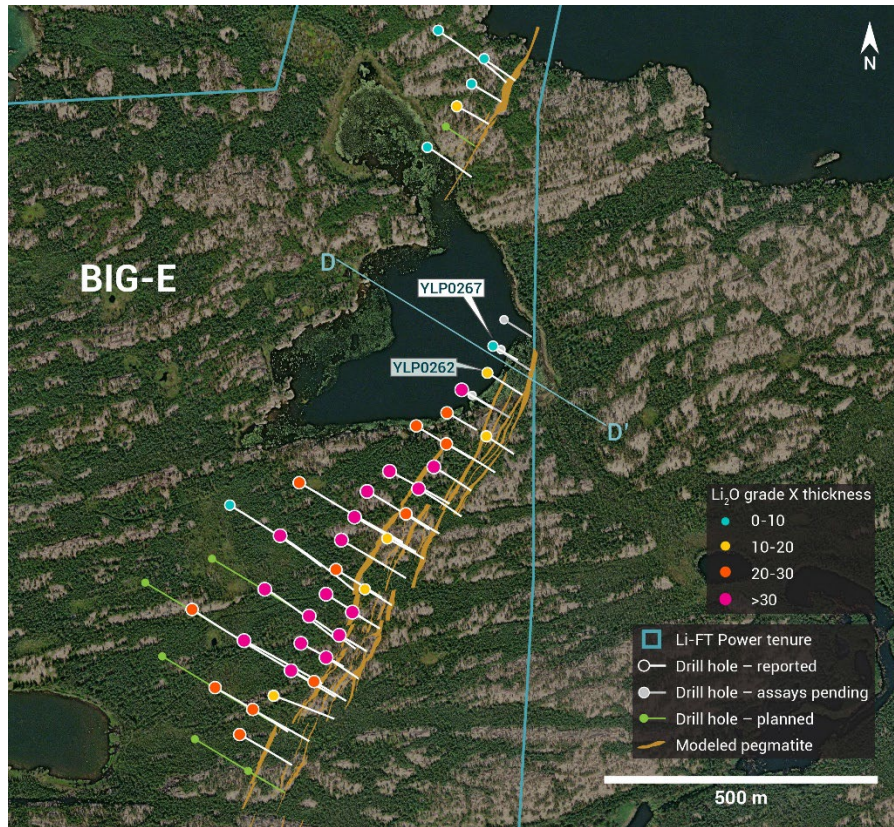 N
BIG-E
D
YLP0267
YLP0262
D'
Li₂O grade X thickness
0-10
10-20
20-30
>30
Li-FT Power tenure
Drill hole – reported
Drill hole – assays pending
Drill hole – planned
Modeled pegmatite
500 m